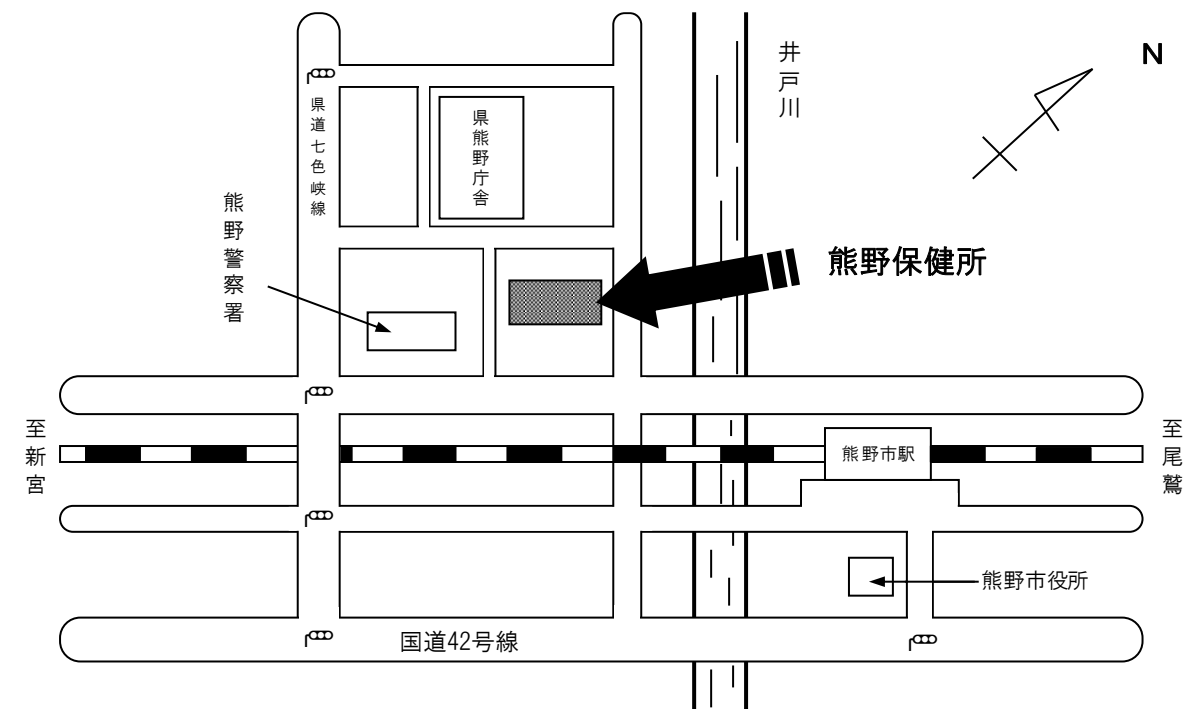 N
井戸川
県道七色峡線
県熊野庁舎
熊野警察署
熊野保健所
至新宮
熊野市駅
至尾鷲
熊野市役所
国道42号線